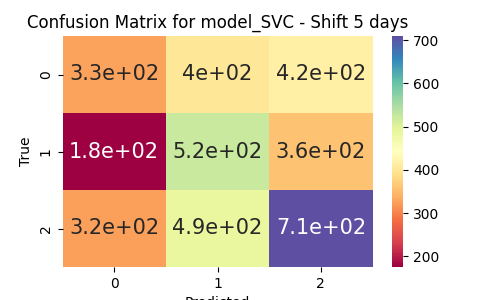 Confusion Matrix for model_SVC - Shift 5 days
0 3.3e+02 4e+02 4.2e+02
1 1.8e+02 5.2e+02 3.6e+02
2 3.2e+02 4.9e+02 7.1e+02
True
0 1 2
Predicted
700
600
500
400
300
200